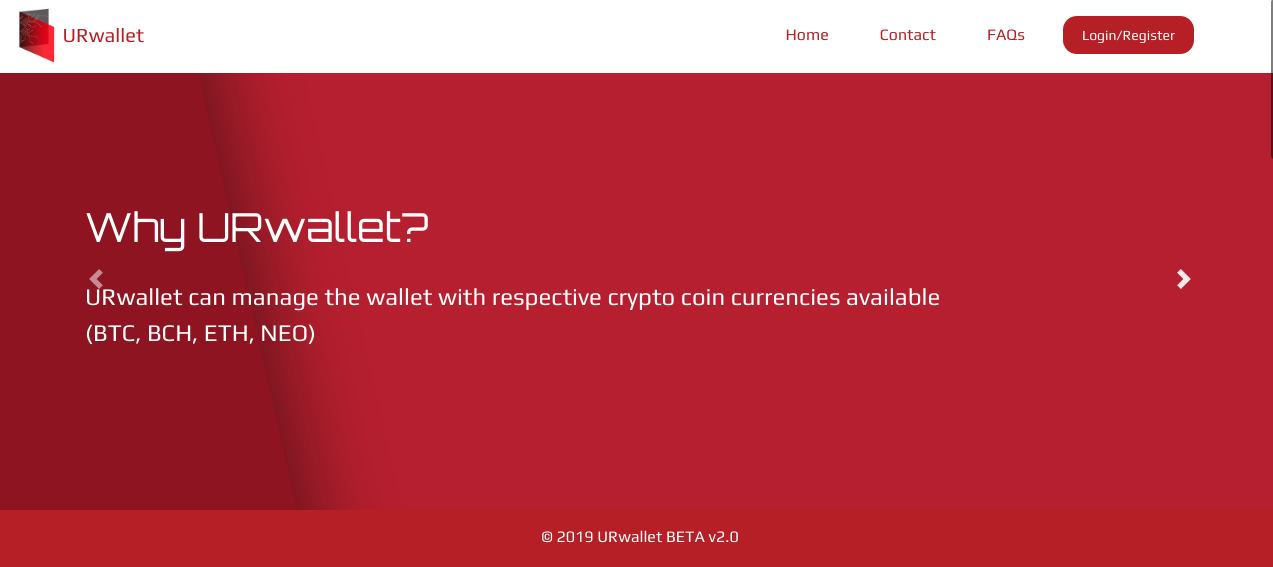 URwallet
Home
Contact
FAQs
Login/Register
Why URwallet?
URwallet can manage the wallet with respective crypto coin currencies available
(BTC, BCH, ETH, NEO)
© 2019 URwallet BETA v2.0